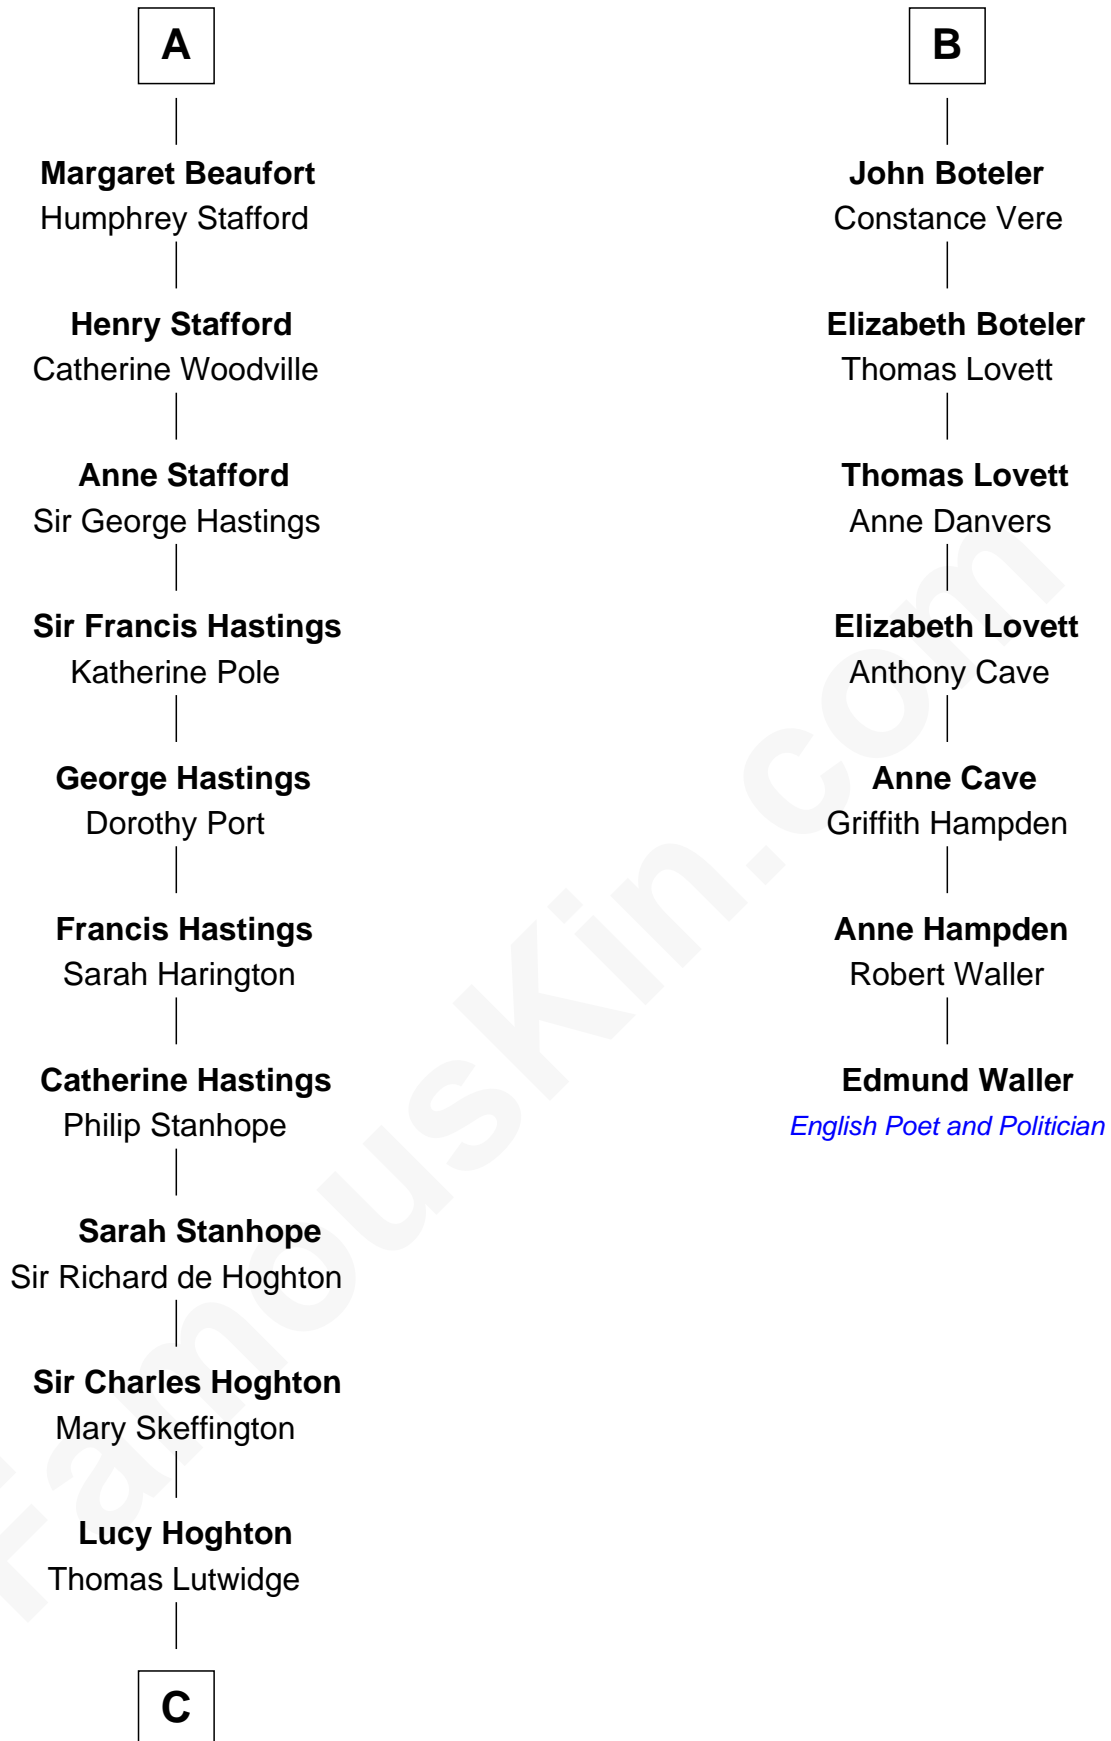 A
Margaret Beaufort
Humphrey Stafford
Henry Stafford
Catherine Woodville
Anne Stafford
Sir George Hastings
Sir Francis Hastings
Katherine Pole
George Hastings
Dorothy Port
Francis Hastings
Sarah Harington
Catherine Hastings
Philip Stanhope
Sarah Stanhope
Sir Richard de Hoghton
Sir Charles Hoghton
Mary Skeffington
Lucy Hoghton
Thomas Lutwidge
C
B
John Boteler
Constance Vere
Elizabeth Boteler
Thomas Lovett
Thomas Lovett
Anne Danvers
Elizabeth Lovett
Anthony Cave
Anne Cave
Griffith Hampden
Anne Hampden
Robert Waller
Edmund Waller
English Poet and Politician
FamousKin.com